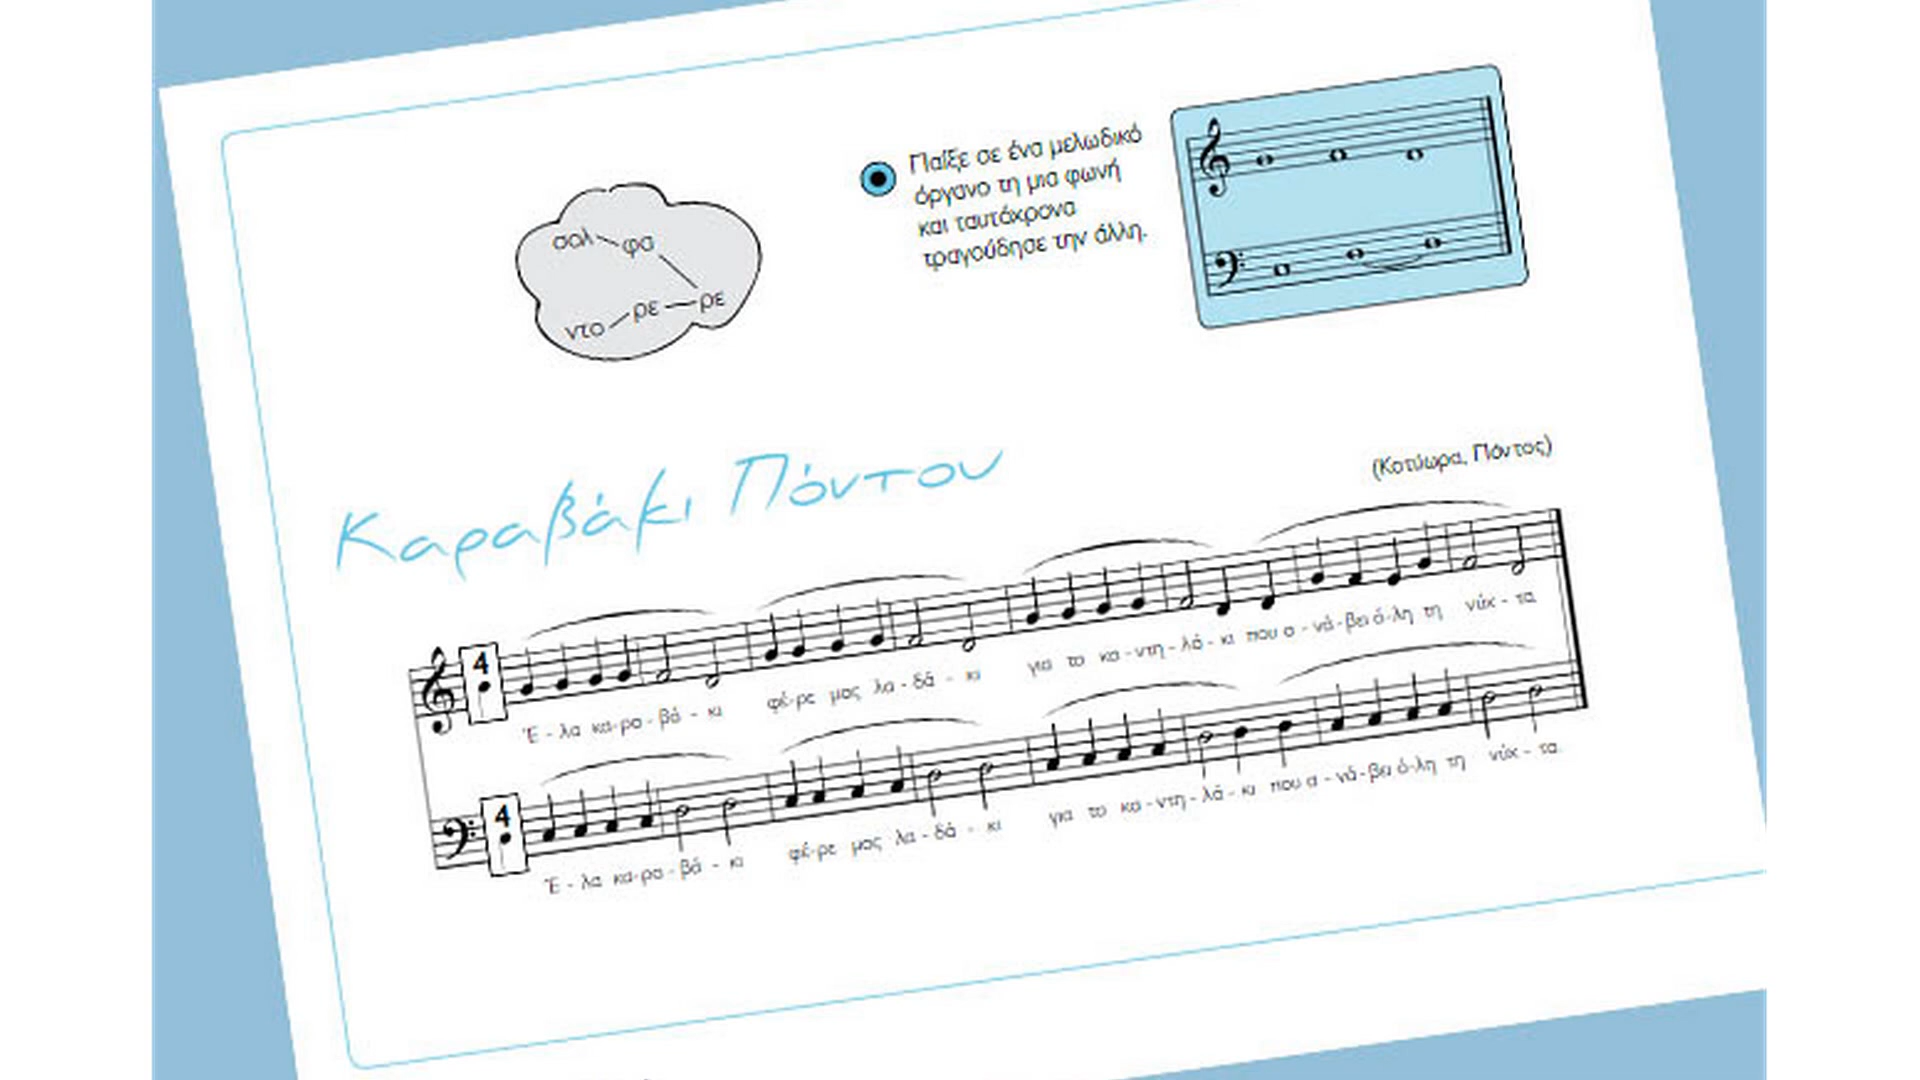 σολ φα
ντο ρε ρε
Παίξε σε ένα μελωδικό
όργανο τη μια φωνή
και ταυτόχρονα
τραγούδησε την άλλη.
Καραβάκι Πόντου
(Κοτύωρα, Πόντος)
4
Έ - λα κα-ρα - βά - κι φέ-ρε μας λα - δά - κι για το κα - ντη - λά - κι που α - νά - βει ό-λη τη νύχ - τα
4
Έ - λα κα-ρα - βά - κι φέ-ρε μας λα - δά - κι για το κα - ντη - λά - κι που α - νά - βει ό-λη τη νύχ - τα.